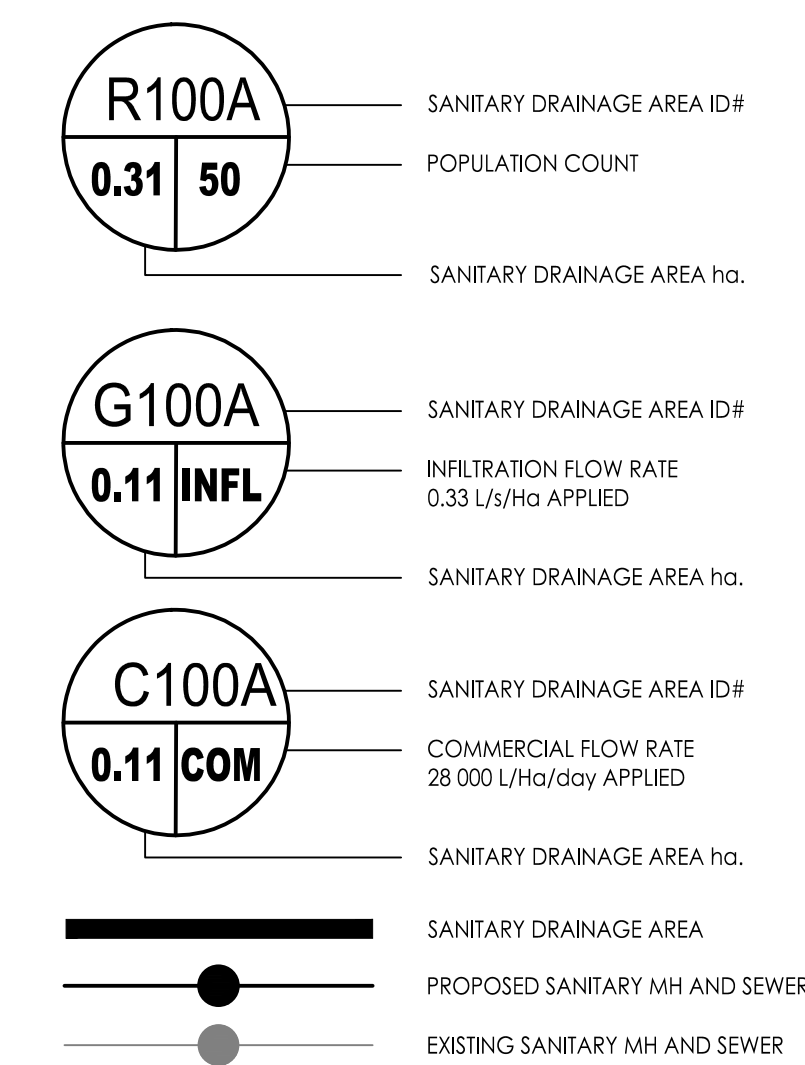 R100A
SANITARY DRAINAGE AREA ID#
0.31 50
POPULATION COUNT
SANITARY DRAINAGE AREA ha.
G100A
SANITARY DRAINAGE AREA ID#
0.11 INFL
INFILTRATION FLOW RATE
0.33 L/s/Ha APPLIED
SANITARY DRAINAGE AREA ha.
C100A
SANITARY DRAINAGE AREA ID#
0.11 COM
COMMERCIAL FLOW RATE
28 000 L/Ha/day APPLIED
SANITARY DRAINAGE AREA ha.
SANITARY DRAINAGE AREA
PROPOSED SANITARY MH AND SEWER
EXISTING SANITARY MH AND SEWER